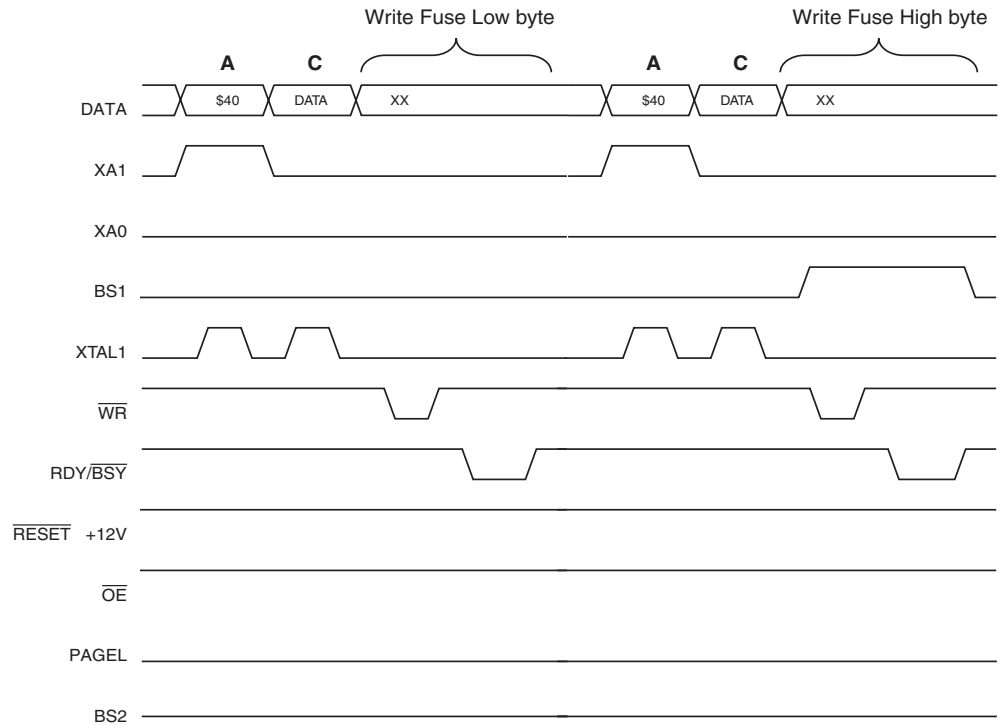 Write Fuse Low byte Write Fuse High byte
A C A C
DATA $40 DATA XX $40 DATA XX
XA1
XA0
BS1
XTAL1
WR
RDY/BSY
RESET +12V
OE
PAGEL
BS2